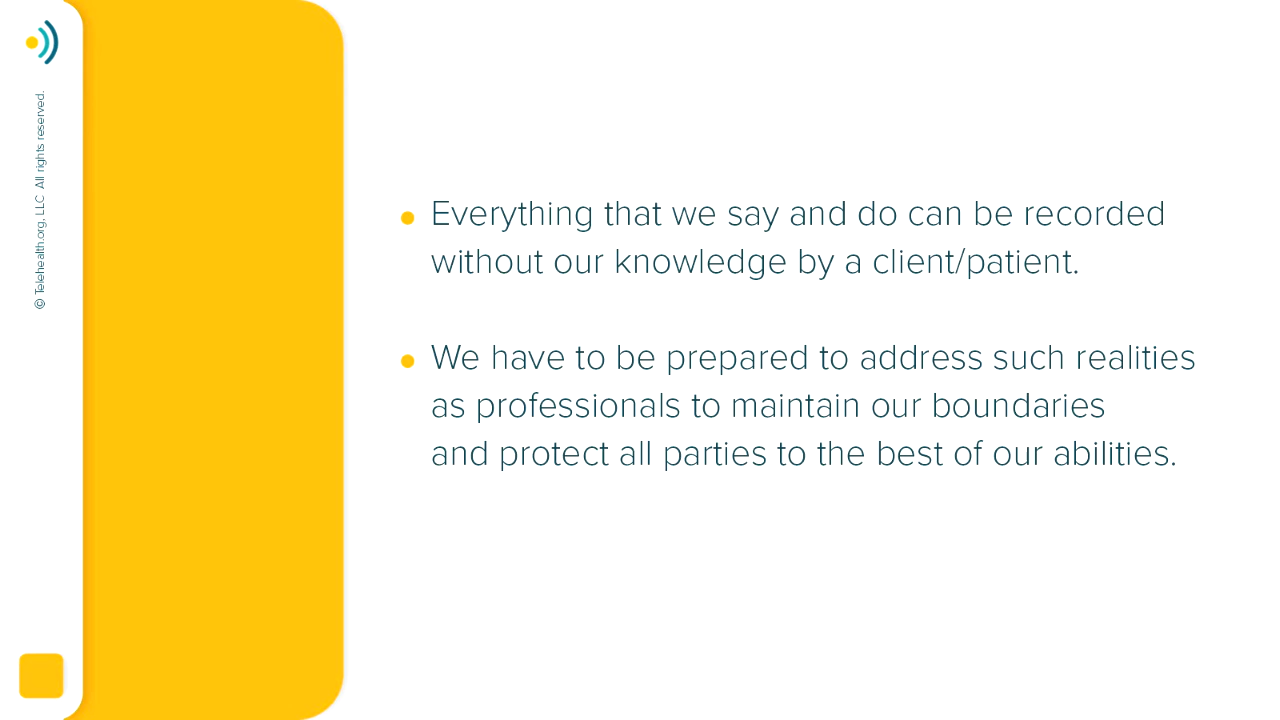 © Telehealth.org, LLC All rights reserved.
• Everything that we say and do can be recorded
without our knowledge by a client/patient.
• We have to be prepared to address such realities
as professionals to maintain our boundaries
and protect all parties to the best of our abilities.